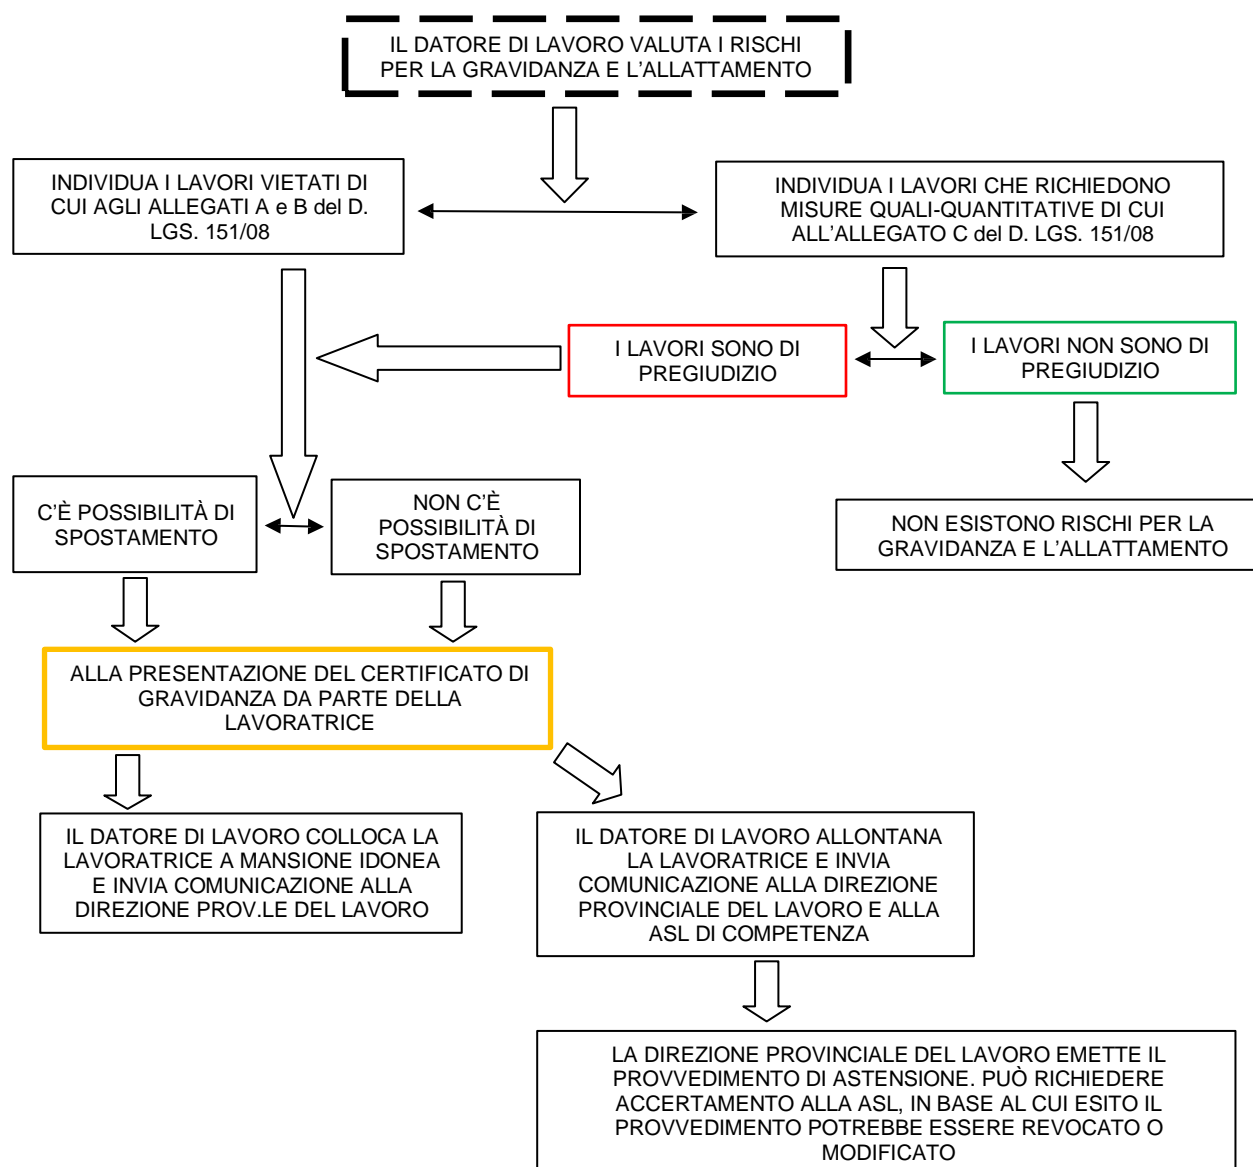 IL DATORE DI LAVORO VALUTA I RISCHI
PER LA GRAVIDANZA E L'ALLATTAMENTO
INDIVIDUA I LAVORI VIETATI DI
CUI AGLI ALLEGATI A e B del D.
LGS. 151/08
INDIVIDUA I LAVORI CHE RICHIEDONO
MISURE QUALI-QUANTITATIVE DI CUI
ALL'ALLEGATO C del D. LGS. 151/08
I LAVORI SONO DI
PREGIUDIZIO
I LAVORI NON SONO DI
PREGIUDIZIO
C'È POSSIBILITÀ DI
SPOSTAMENTO
NON C'È
POSSIBILITÀ DI
SPOSTAMENTO
NON ESISTONO RISCHI PER LA
GRAVIDANZA E L'ALLATTAMENTO
ALLA PRESENTAZIONE DEL CERTIFICATO DI
GRAVIDANZA DA PARTE DELLA
LAVORATRICE
IL DATORE DI LAVORO COLLOCA LA
LAVORATRICE A MANSIONE IDONEA
E INVIA COMUNICAZIONE ALLA
DIREZIONE PROV.LE DEL LAVORO
IL DATORE DI LAVORO ALLONTANA
LA LAVORATRICE E INVIA
COMUNICAZIONE ALLA DIREZIONE
PROVINCIALE DEL LAVORO E ALLA
ASL DI COMPETENZA
LA DIREZIONE PROVINCIALE DEL LAVORO EMETTE IL
PROVVEDIMENTO DI ASTENSIONE. PUÒ RICHIEDERE
ACCERTAMENTO ALLA ASL, IN BASE AL CUI ESITO IL
PROVVEDIMENTO POTREBBE ESSERE REVOCATO O
MODIFICATO